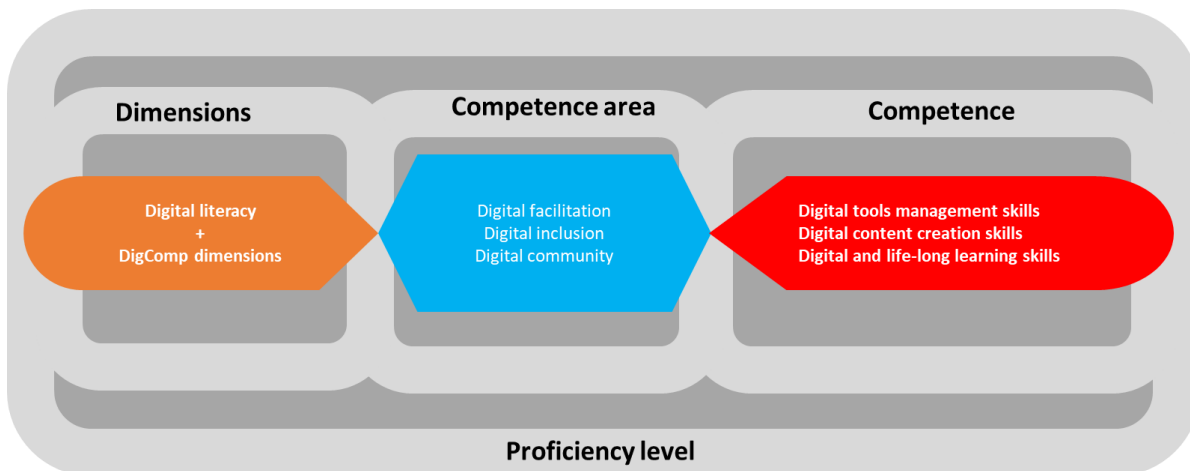 Dimensions
Digital literacy
+
DigComp dimensions
Competence area
Digital facilitation
Digital inclusion
Digital community
Competence
Digital tools management skills
Digital content creation skills
Digital and life-long learning skills
Proficiency level